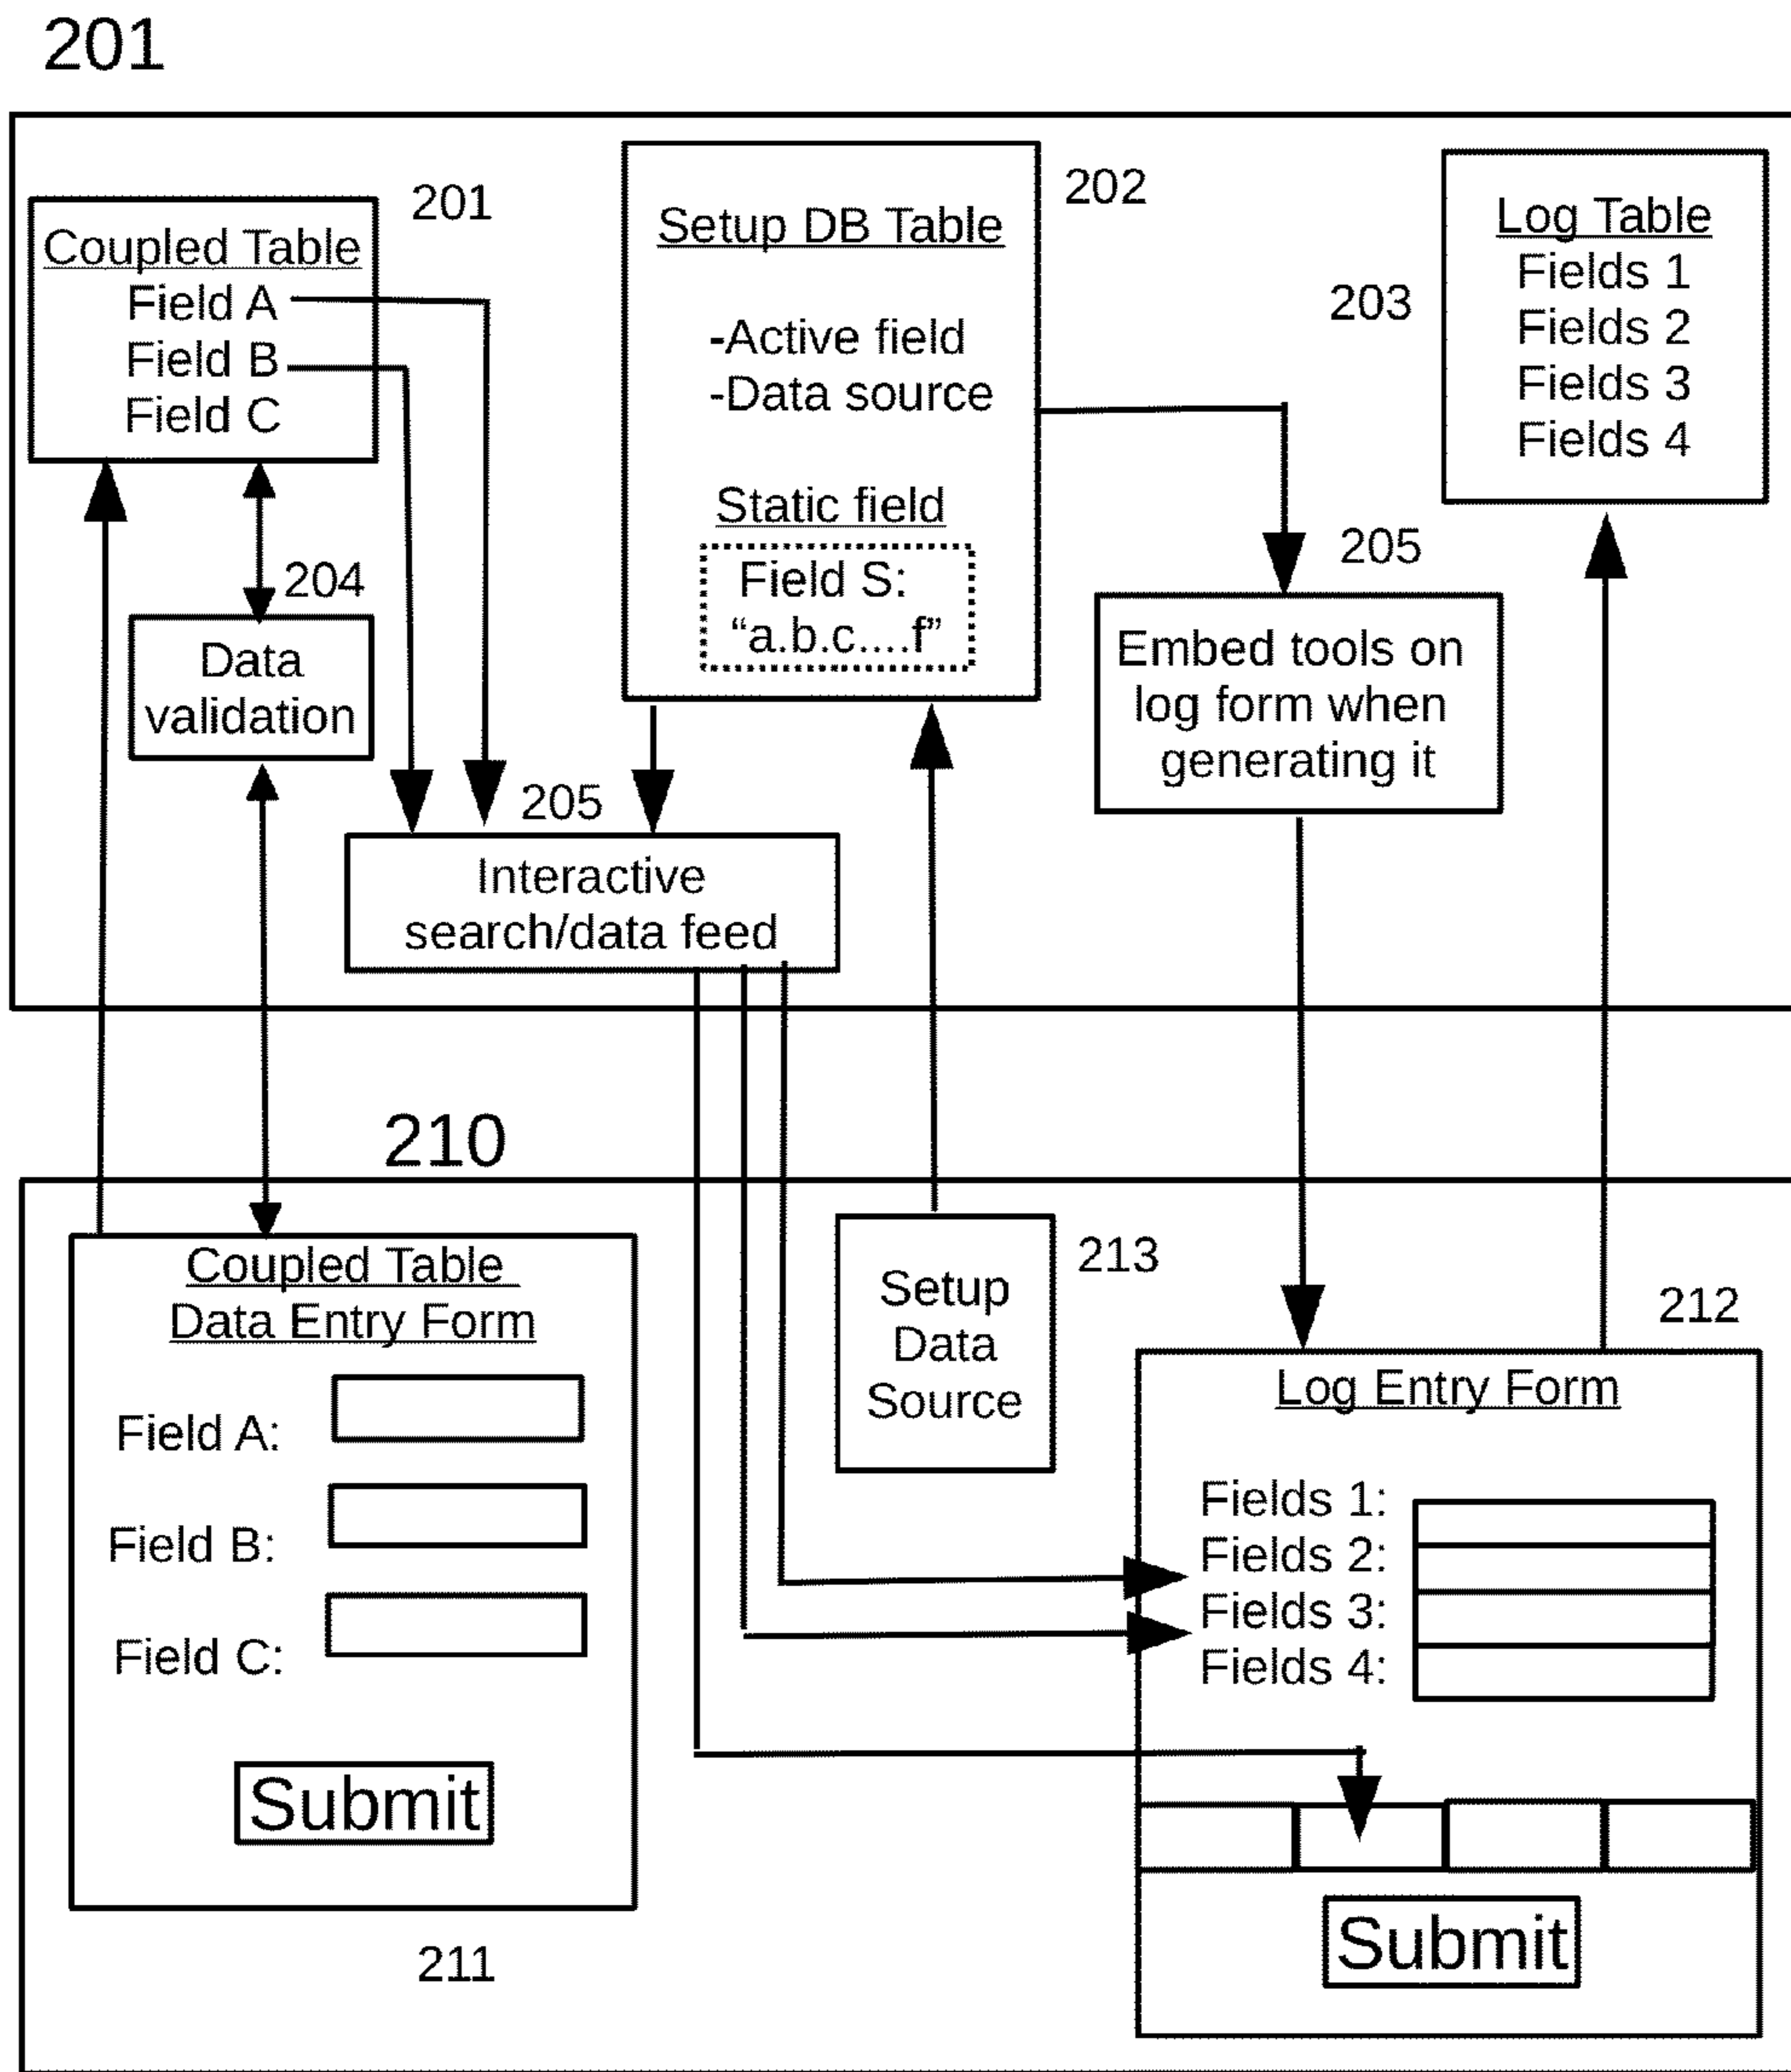 201
201
Coupled Table
Field A
Field B
Field C
202
Setup DB Table
-Active field
-Data source
Static field
Field S:
“a.b.c....f”
203
Log Table
Fields 1
Fields 2
Fields 3
Fields 4
204
Data
validation
205
Interactive
search/data feed
205
Embed tools on
log form when
generating it
210
Coupled Table
Data Entry Form
Field A:
Field B:
Field C:
Submit
211
213
Setup
Data
Source
212
Log Entry Form
Fields 1:
Fields 2:
Fields 3:
Fields 4:
Submit